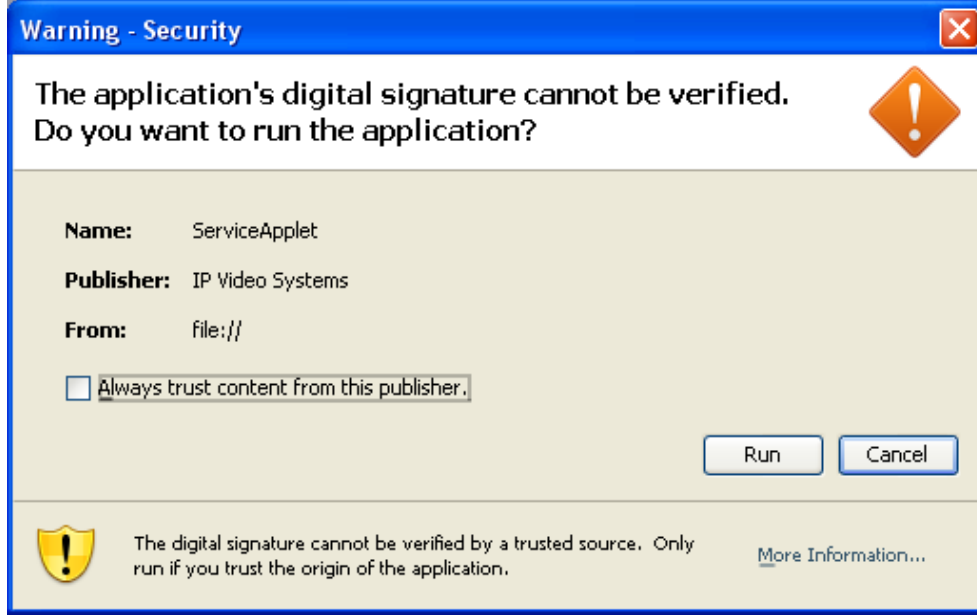 Warning - Security
The application's digital signature cannot be verified.
Do you want to run the application?
Name: ServiceApplet
Publisher: IP Video Systems
From: file://
Always trust content from this publisher.
Run Cancel
The digital signature cannot be verified by a trusted source. Only
run if you trust the origin of the application.
More Information...